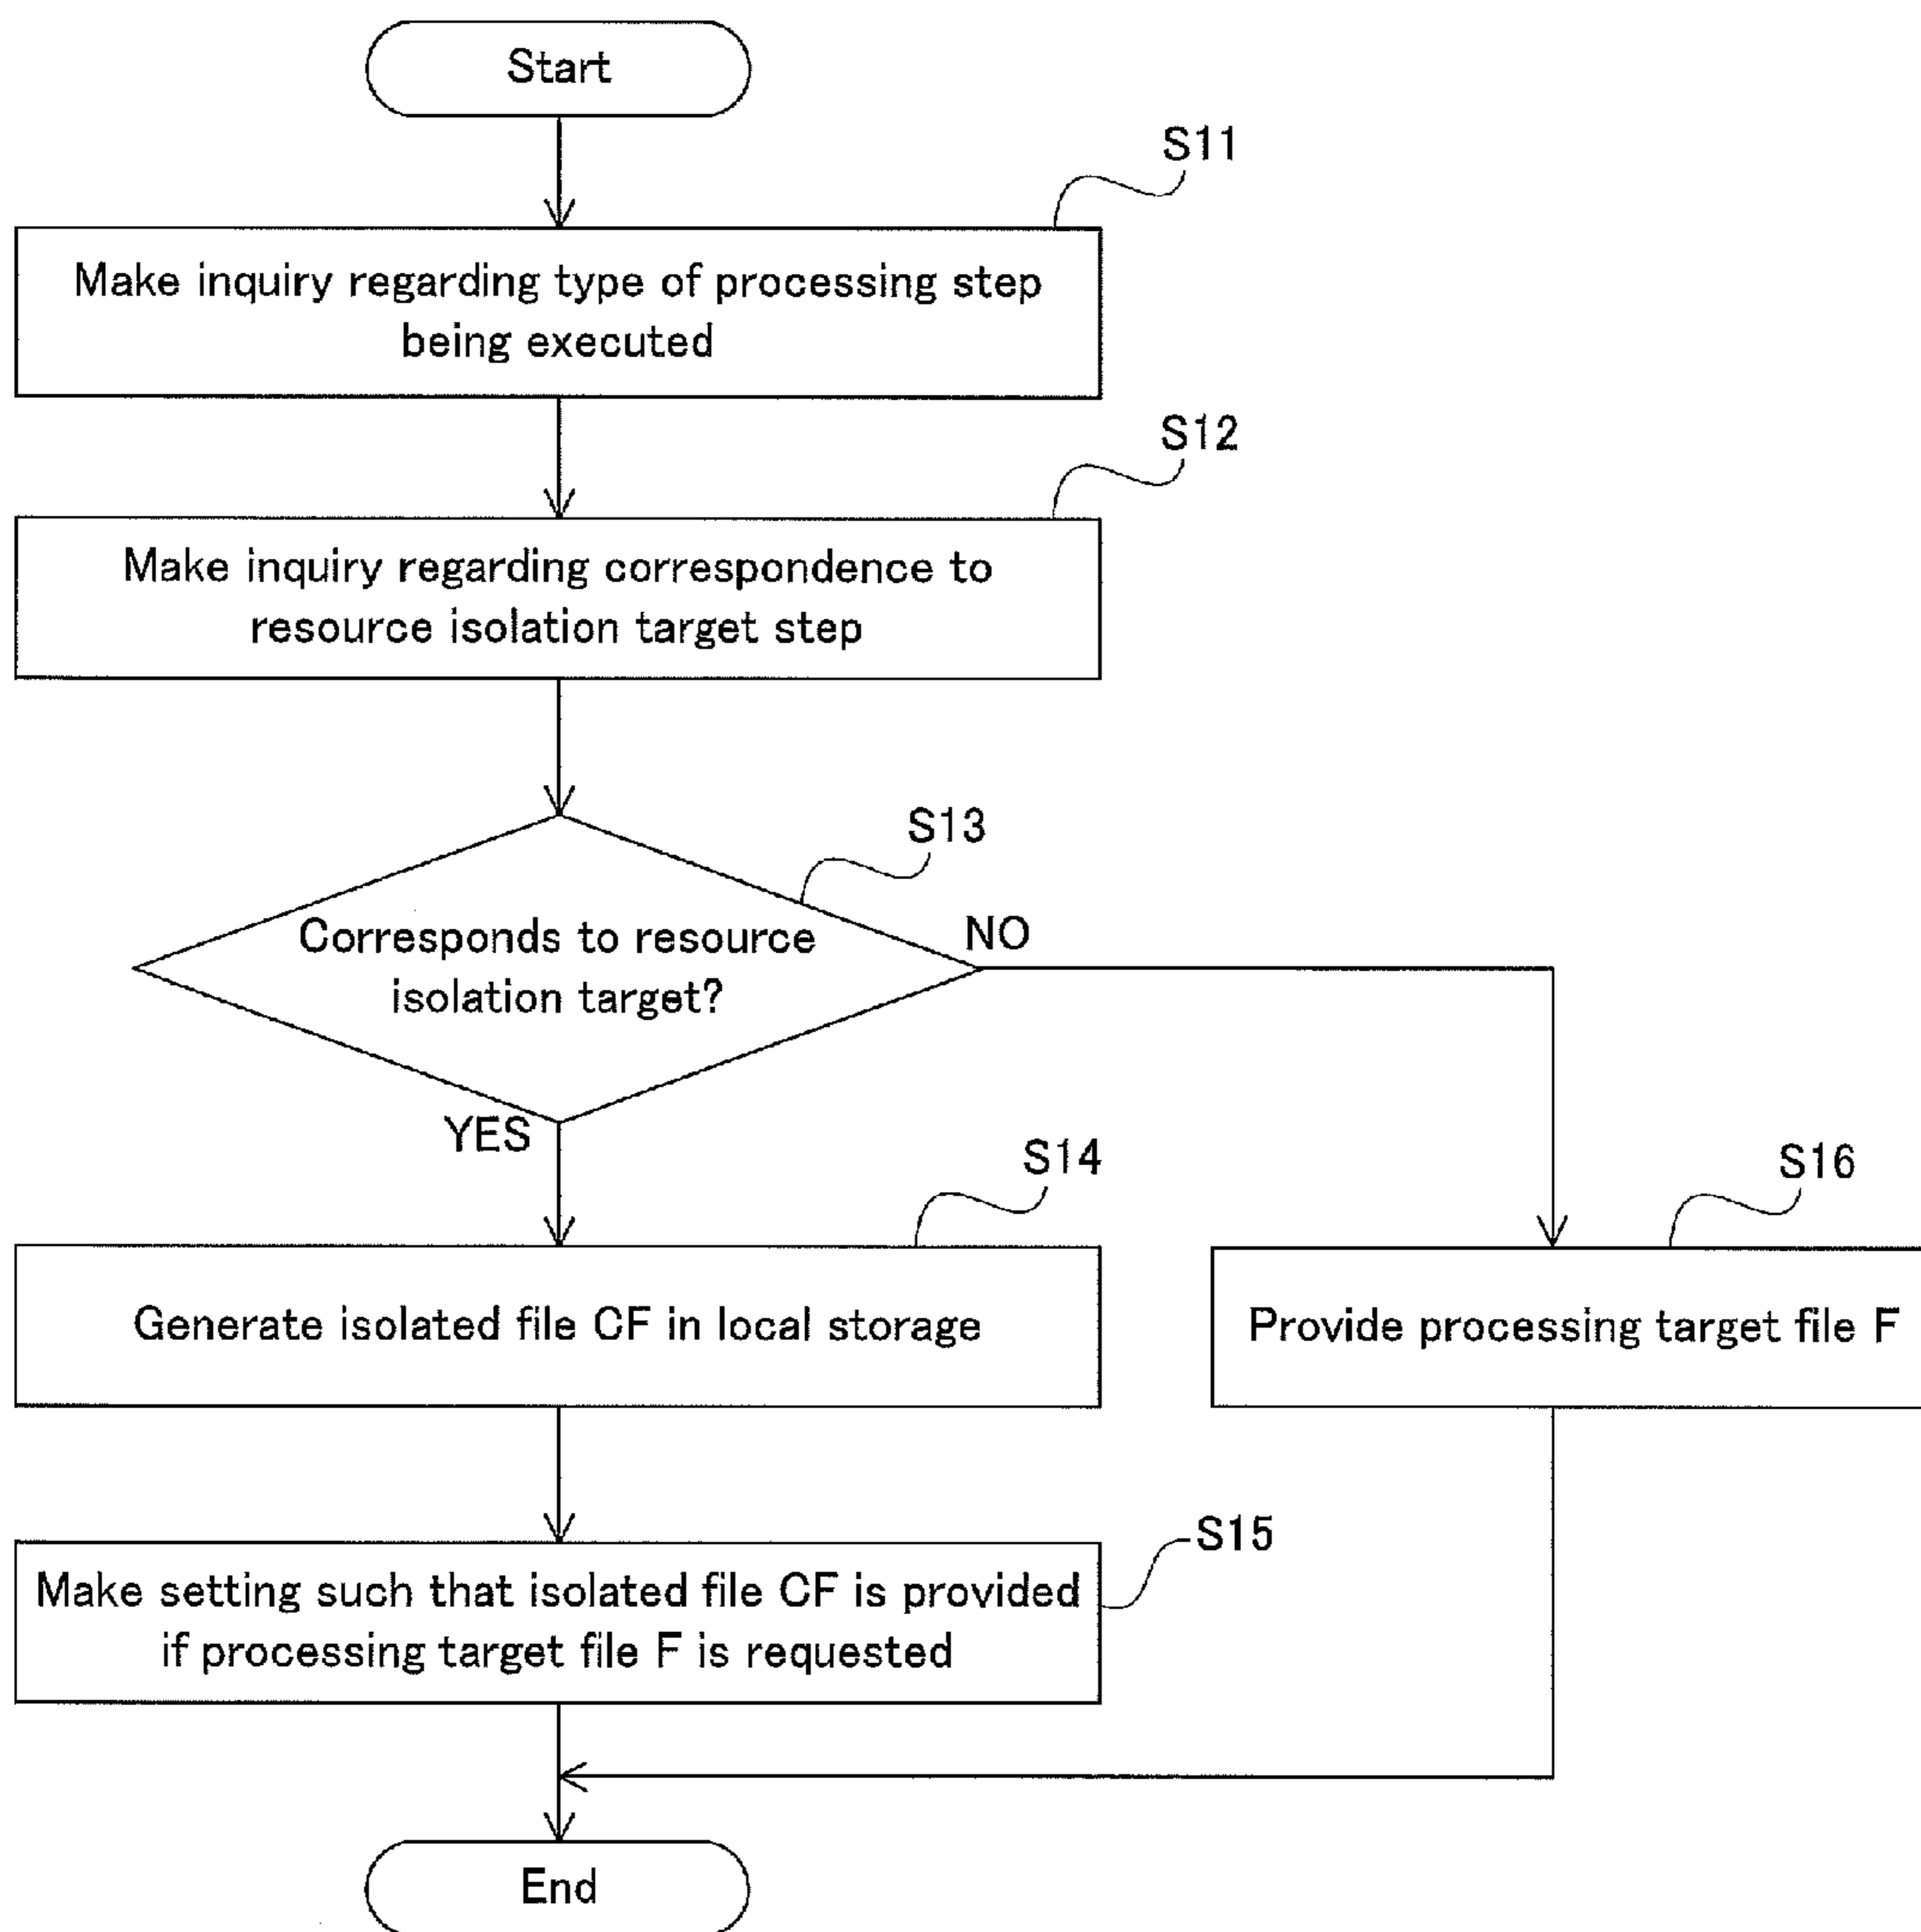 Start
S11
Make inquiry regarding type of processing step
being executed
S12
Make inquiry regarding correspondence to
resource isolation target step
S13
Corresponds to resource
isolation target?
NO
YES
S14
Generate isolated file CF in local storage
S16
Provide processing target file F
S15
Make setting such that isolated file CF is provided
if processing target file F is requested
End